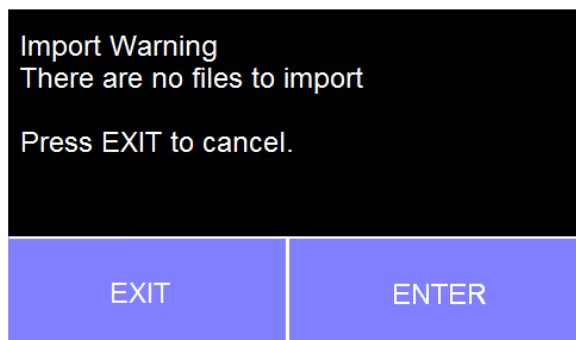 Import Warning
There are no files to import
Press EXIT to cancel.
EXIT
ENTER